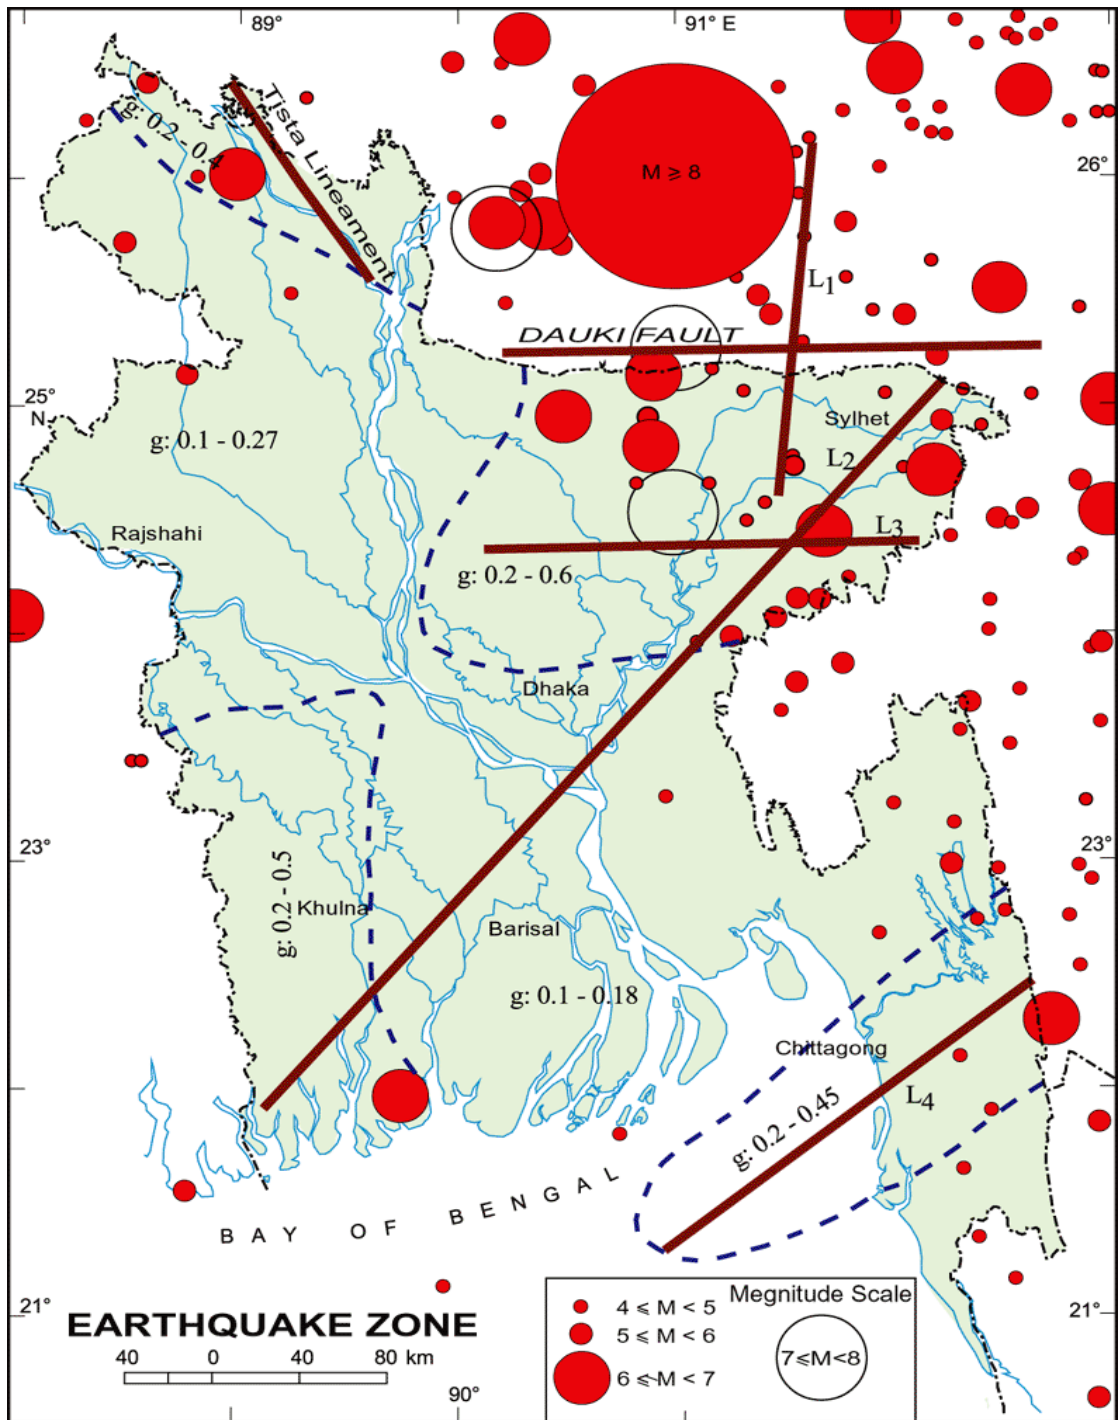 89°
91° E
Tista Lineament
g: 0.2 - 0.4
M ⩾ 8
26°
L1
DAUKI FAULT
25°
N
Sylhet
g: 0.1 - 0.27
L2
Rajshahi
L3
g: 0.2 - 0.6
Dhaka
23°
23°
g: 0.2 - 0.5
Khulna
Barisal
g: 0.1 - 0.18
Chittagong
L4
g: 0.2 - 0.45
BAY OF BENGAL
Megnitude Scale
4 ⩽ M < 5
5 ⩽ M < 6
6 ⩽ M < 7
7⩽M<8
21°
21°
EARTHQUAKE ZONE
40 0 40 80 km
90°